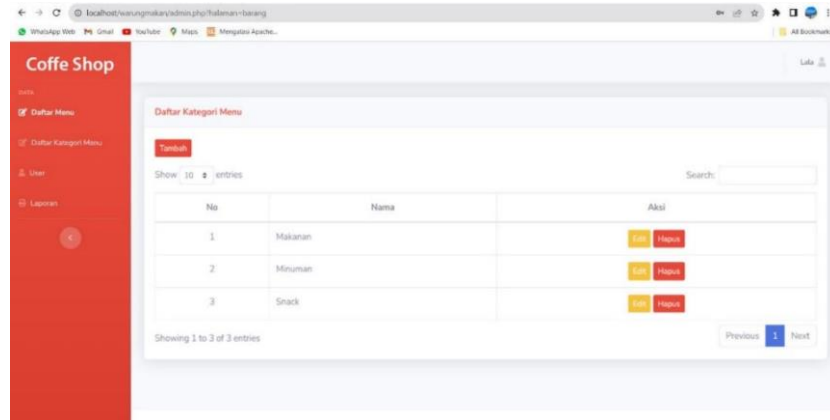 localhost/warungmakan/admin.php?halaman=barang
WhatsApp Web Gmail YouTube Maps Mengatasi Apache... All Bookmark
Coffe Shop
Lala
DATA
Daftar Menu
Daftar Kategori Menu
User
Laporan
Daftar Kategori Menu
Tambah
Show 10 entries Search:
No Nama Aksi
1 Makanan Edit Hapus
2 Minuman Edit Hapus
3 Snack Edit Hapus
Showing 1 to 3 of 3 entries
Previous 1 Next